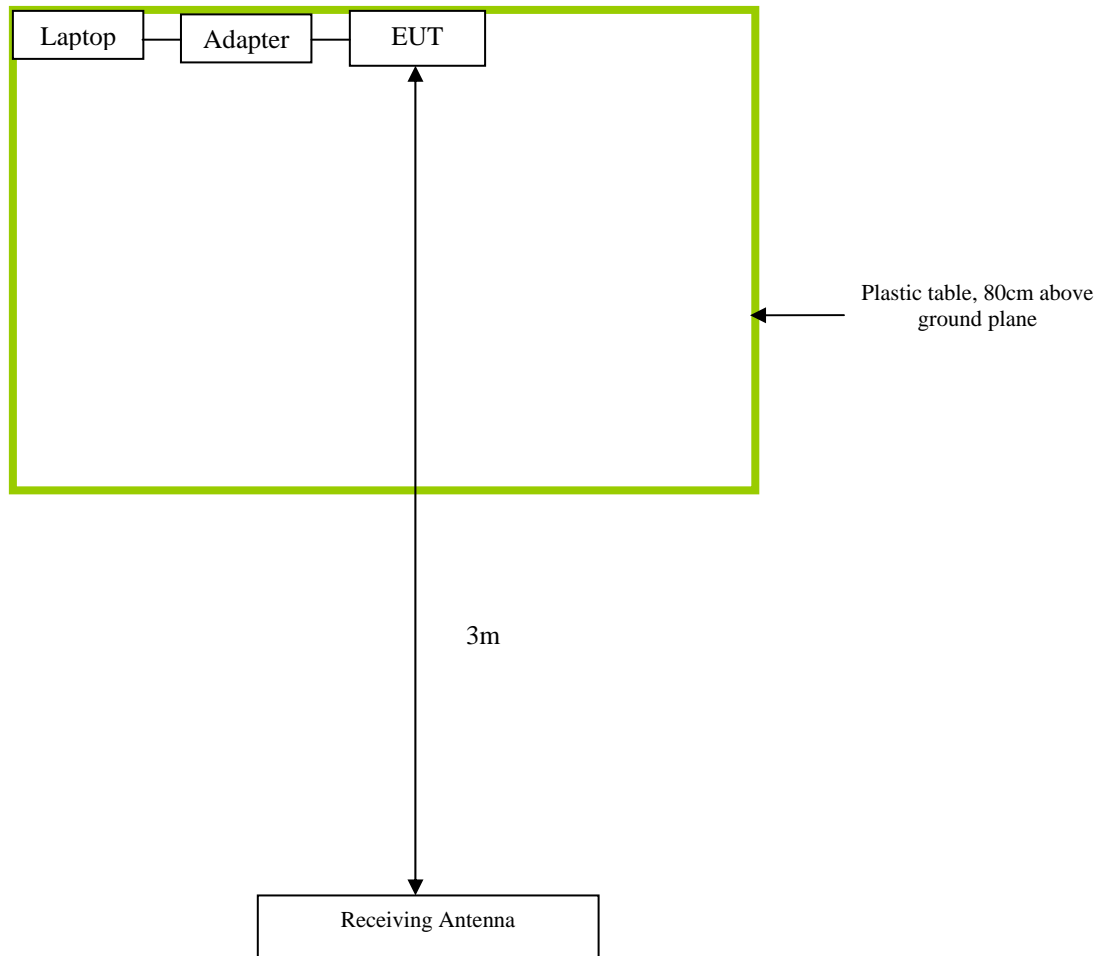 Laptop
Adapter
EUT
Plastic table, 80cm above
ground plane
3m
Receiving Antenna